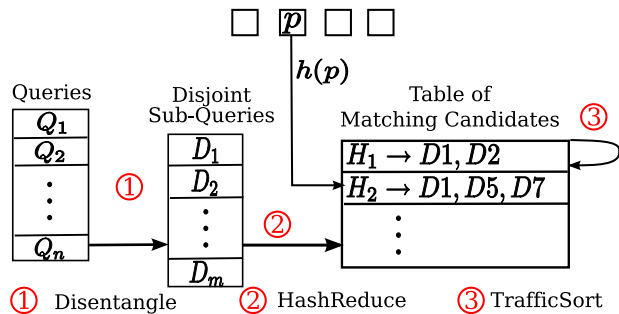 p
h(p)
Queries
Q1
Q2
Qn
Disjoint
Sub-Queries
D1
D2
Dm
Table of
Matching Candidates
H1 → D1, D2
H2 → D1, D5, D7
1
2
3
1 Disentangle
2 HashReduce
3 TrafficSort